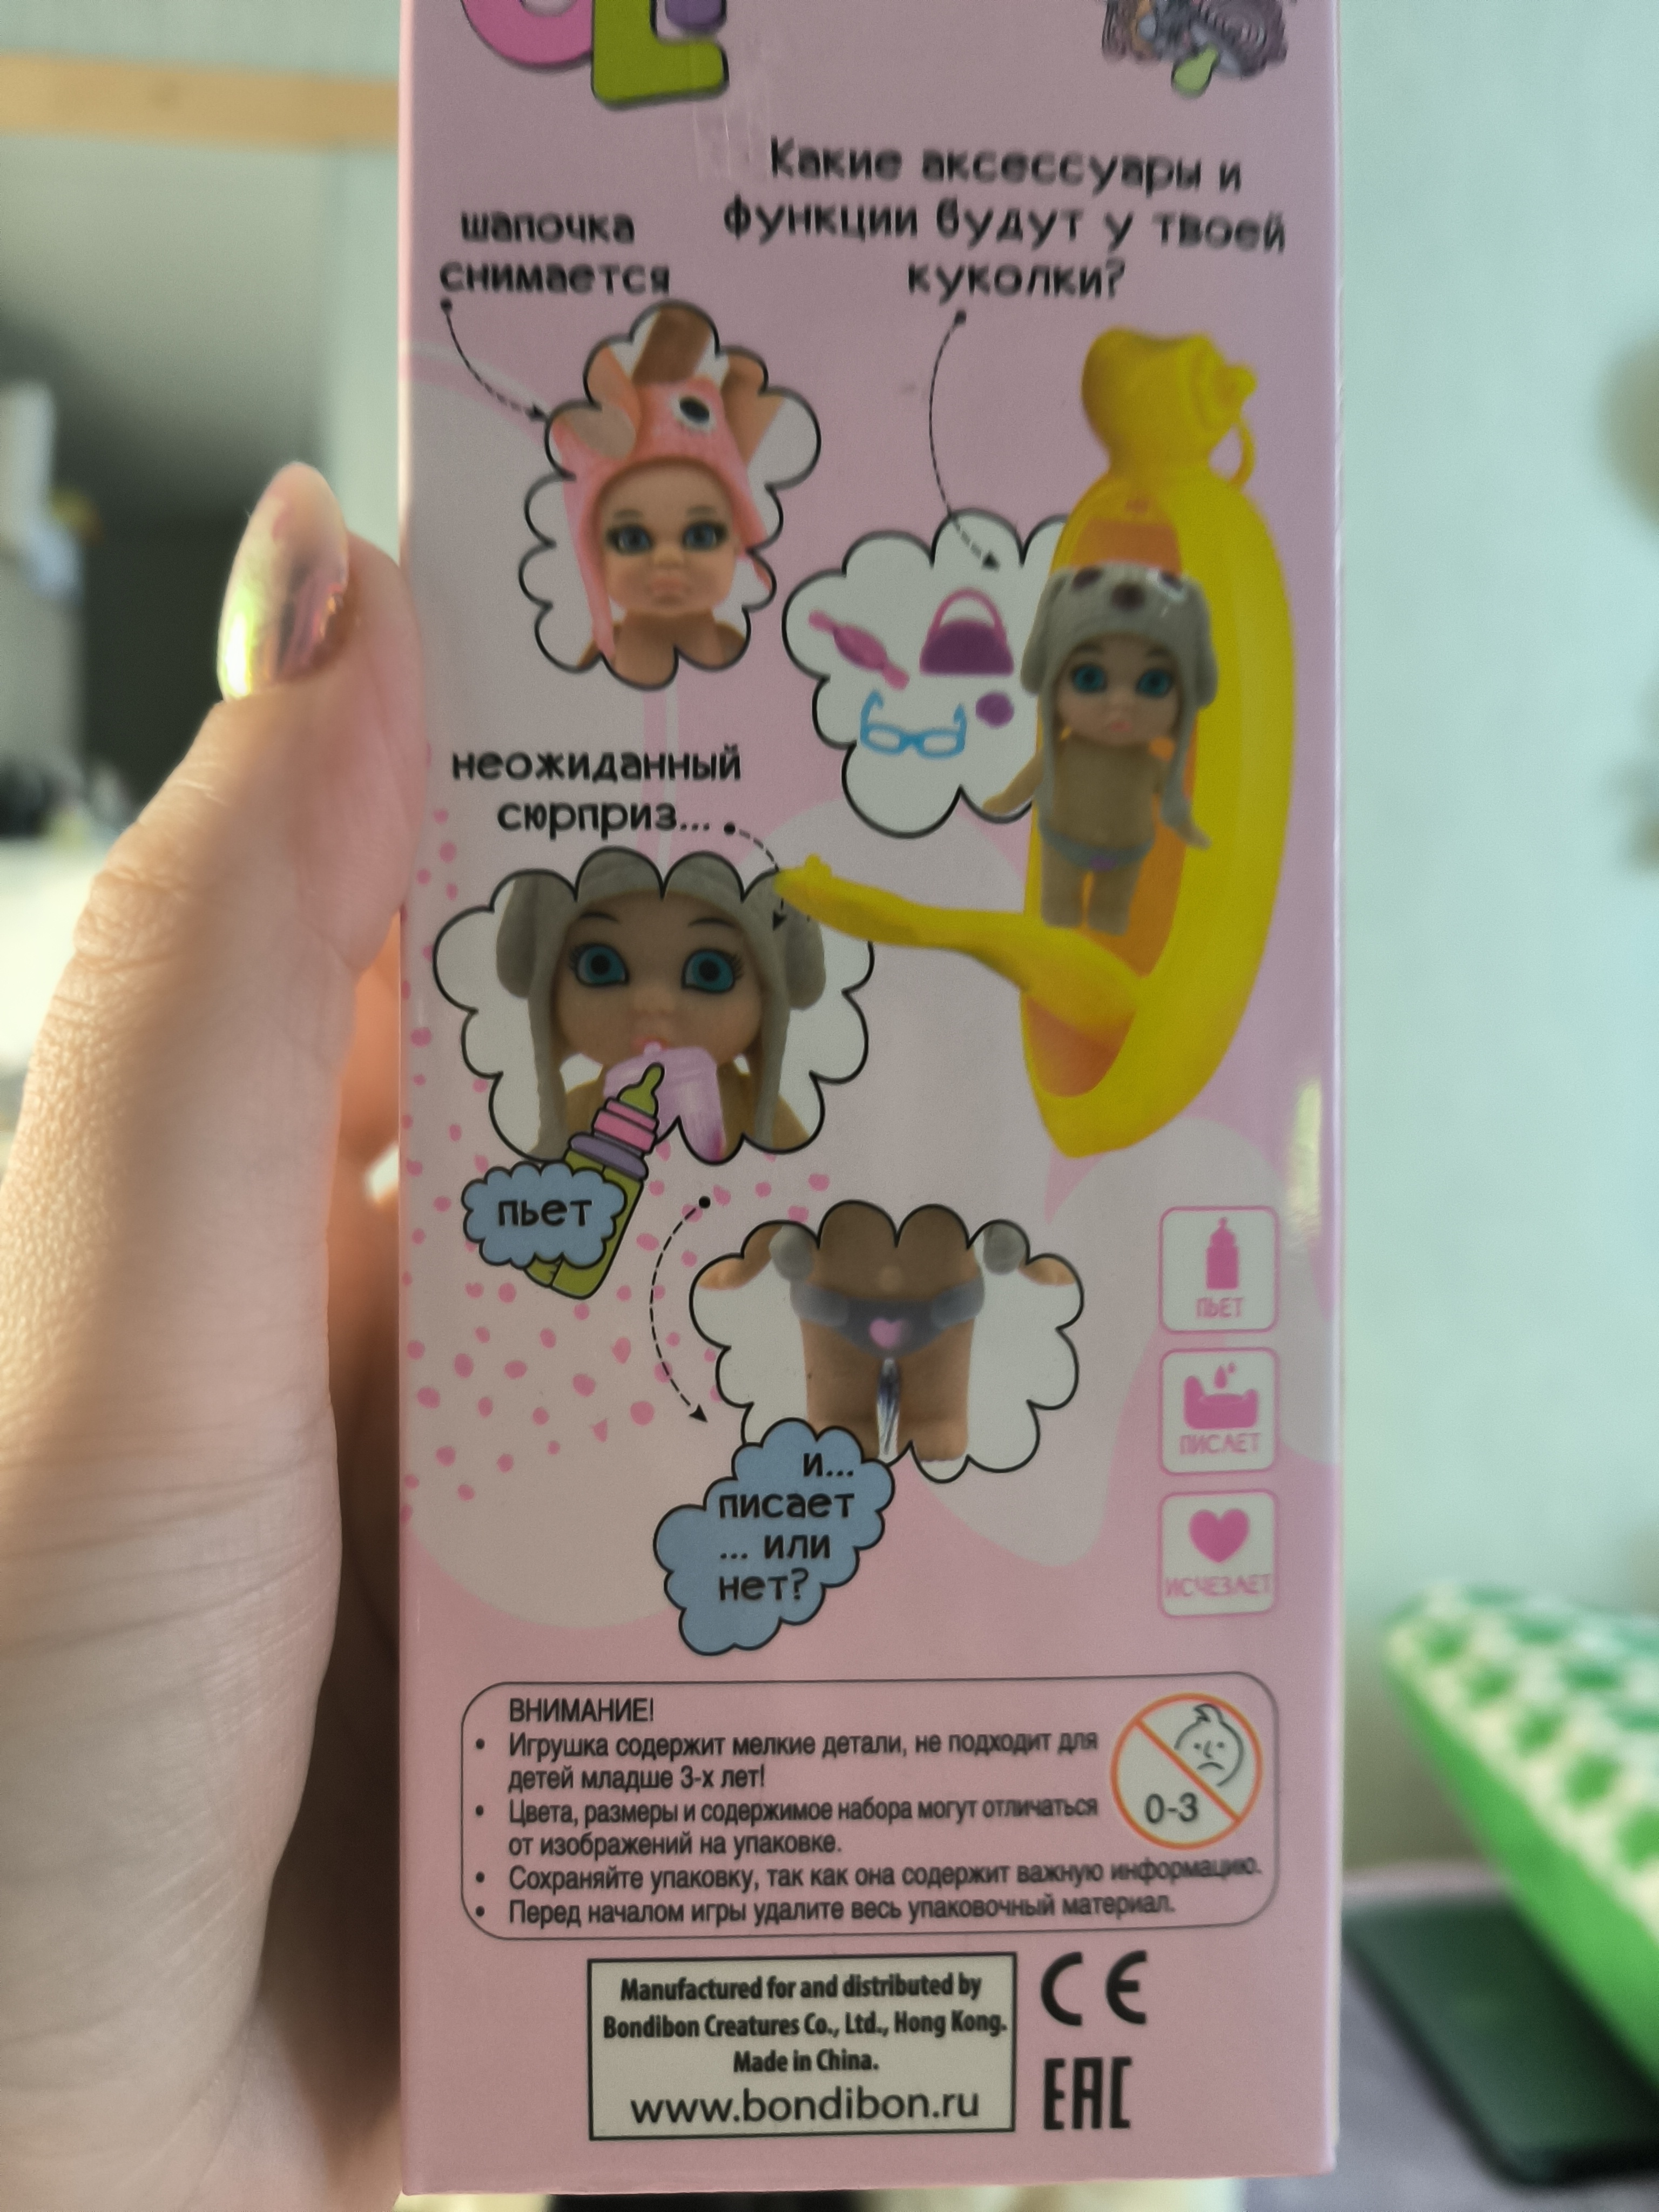 Какие аксессуары и
функции будут у твоей
куколки?
шапочка
снимается
неожиданный
сюрприз...
пьет
и...
писает
... или
нет?
ПЬЕТ
ПИСАЕТ
ИСЧЕЗАЕТ
ВНИМАНИЕ!
• Игрушка содержит мелкие детали, не подходит для
детей младше 3-х лет!
• Цвета, размеры и содержимое набора могут отличаться
от изображений на упаковке.
• Сохраняйте упаковку, так как она содержит важную информацию.
• Перед началом игры удалите весь упаковочный материал.
0-3
Manufactured for and distributed by
Bondibon Creatures Co., Ltd., Hong Kong.
Made in China.
www.bondibon.ru
CE
EAC